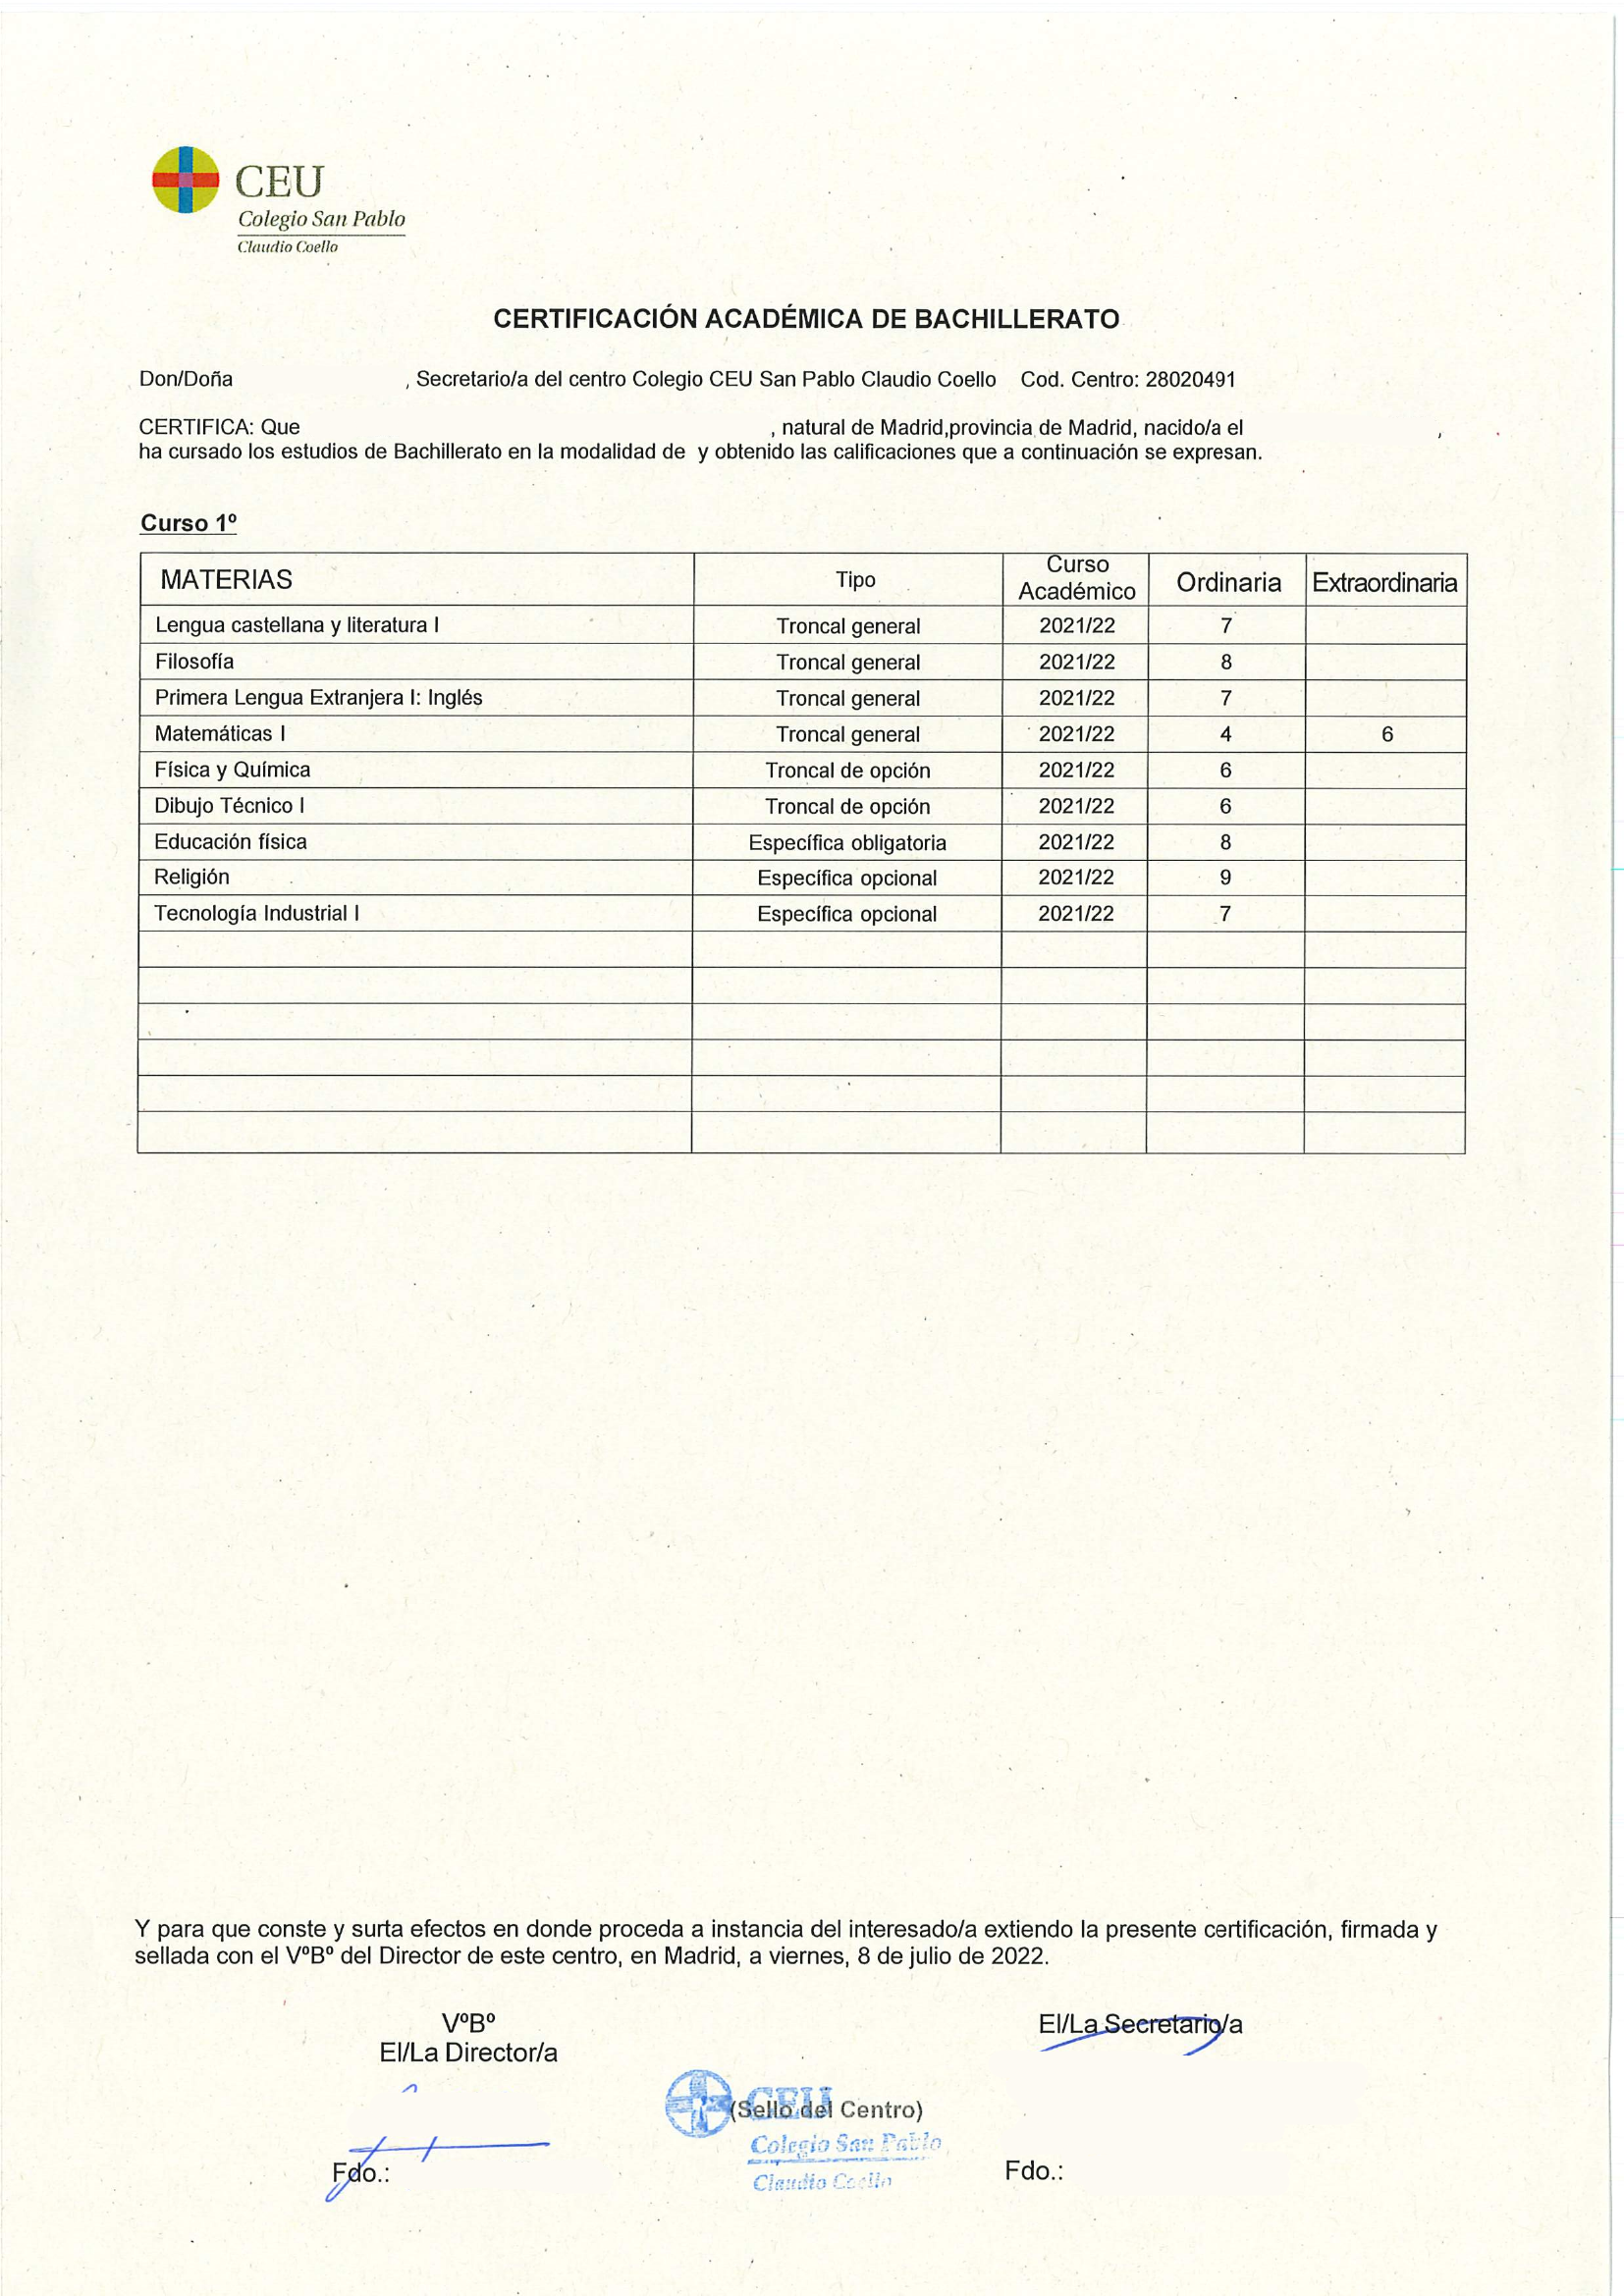 CEU
Colegio San Pablo
Claudio Coello
CERTIFICACIÓN ACADÉMICA DE BACHILLERATO
Don/Doña , Secretario/a del centro Colegio CEU San Pablo Claudio Coello Cod. Centro: 28020491
CERTIFICA: Que , natural de Madrid,provincia de Madrid, nacido/a el ,
ha cursado los estudios de Bachillerato en la modalidad de y obtenido las calificaciones que a continuación se expresan.
Curso 1º
MATERIAS Tipo Curso Académico Ordinaria Extraordinaria
Lengua castellana y literatura I Troncal general 2021/22 7
Filosofía Troncal general 2021/22 8
Primera Lengua Extranjera I: Inglés Troncal general 2021/22 7
Matemáticas I Troncal general 2021/22 4 6
Física y Química Troncal de opción 2021/22 6
Dibujo Técnico I Troncal de opción 2021/22 6
Educación física Específica obligatoria 2021/22 8
Religión Específica opcional 2021/22 9
Tecnología Industrial I Específica opcional 2021/22 7
Y para que conste y surta efectos en donde proceda a instancia del interesado/a extiendo la presente certificación, firmada y
sellada con el VºBº del Director de este centro, en Madrid, a viernes, 8 de julio de 2022.
VºBº El/La Secretario/a
El/La Director/a
CEU
(Sello del Centro)
Colegio San Pablo
Claudio Coello
Fdo.: Fdo.: